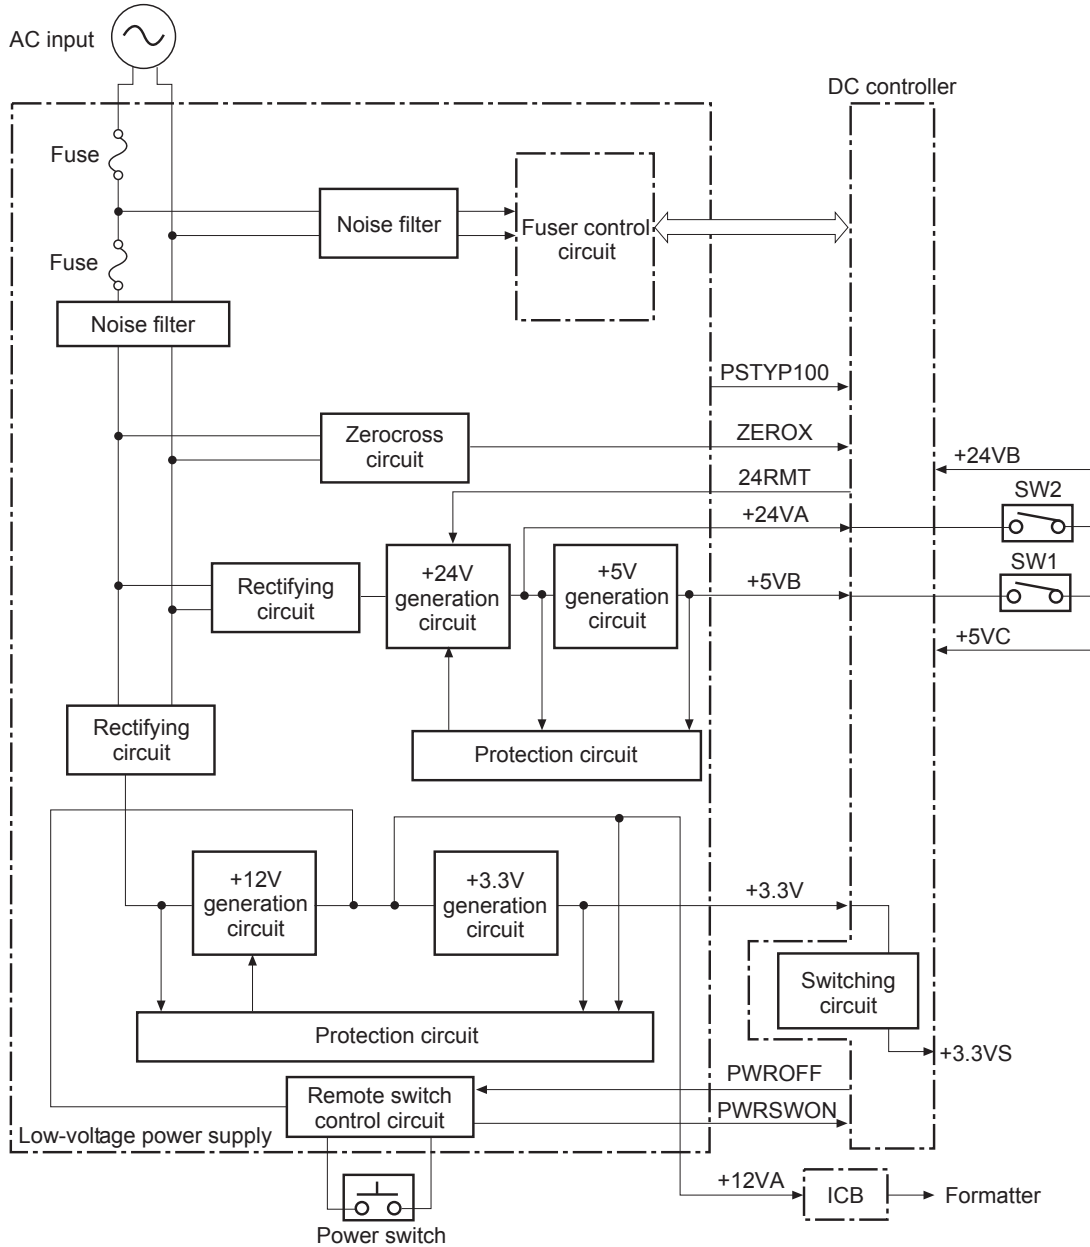 AC input
DC controller
Fuse
Noise filter
Fuser control
circuit
Fuse
Noise filter
PSTYP100
Zerocross
circuit
ZEROX
+24VB
24RMT
SW2
+24VA
+24V
generation
circuit
+5V
generation
circuit
SW1
Rectifying
circuit
+5VB
+5VC
Rectifying
circuit
Protection circuit
+12V
generation
circuit
+3.3V
generation
circuit
+3.3V
Switching
circuit
Protection circuit
+3.3VS
PWROFF
Remote switch
control circuit
PWRSWON
Low-voltage power supply
+12VA
ICB
Formatter
Power switch